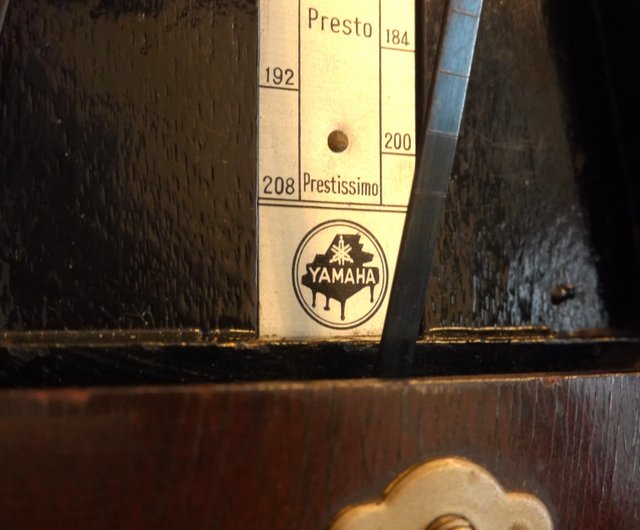 Presto
184
192
200
208 Prestissimo
YAMAHA